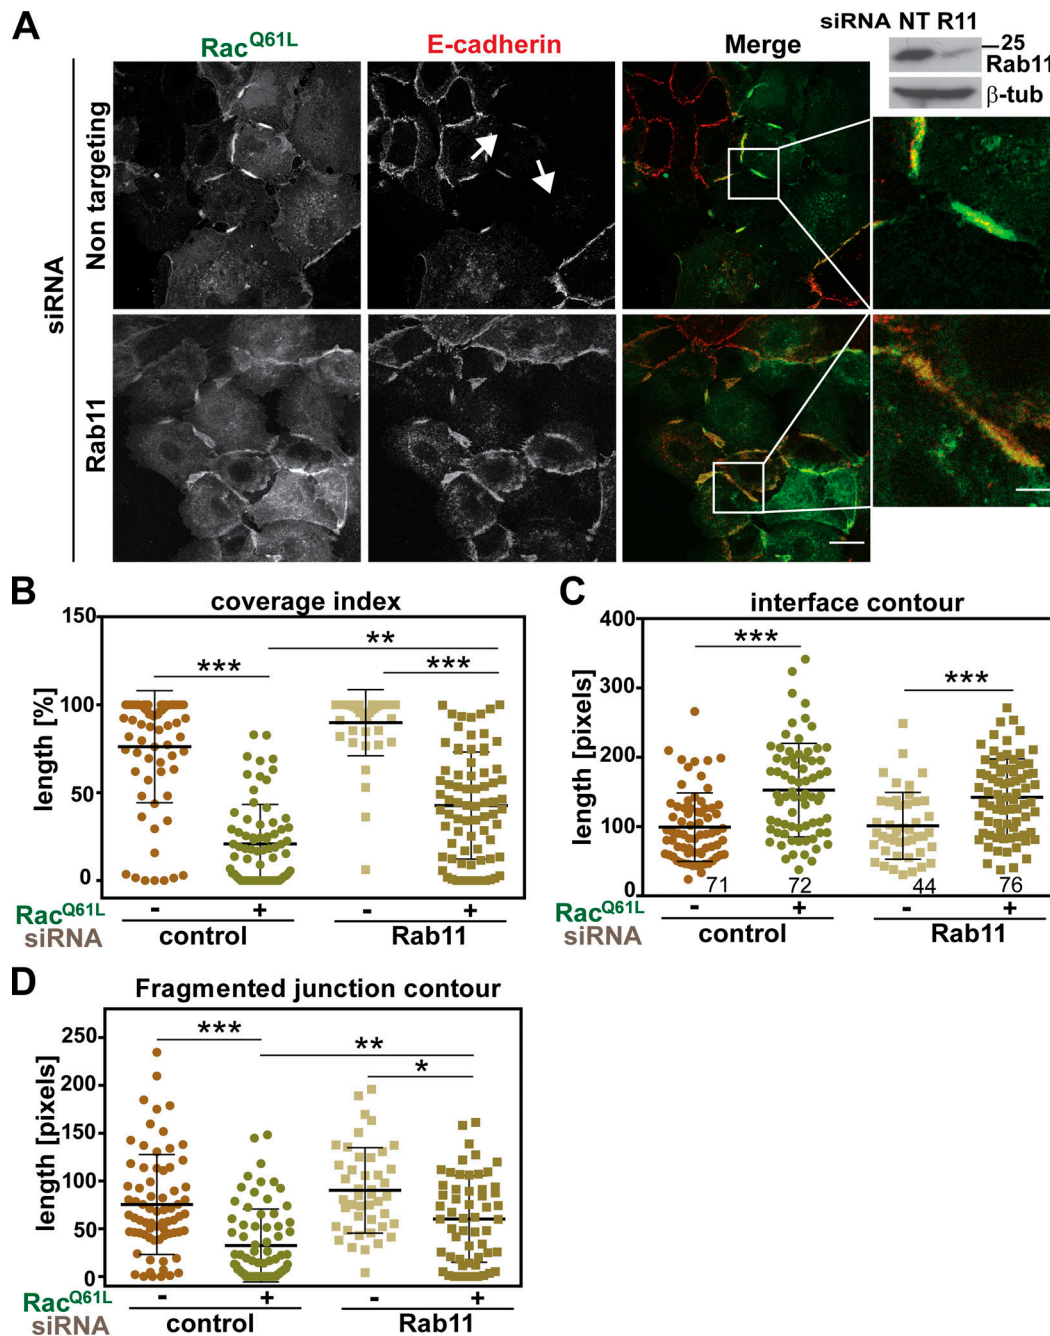 A
siRNA NT R11
Rac^Q61L E-cadherin Merge
25
Rab11
β-tub
siRNA
Non targeting
Rab11
B
coverage index
length [%]
150
100
50
0
**
***
***
Rac^Q61L - + - +
siRNA control Rab11
C
interface contour
length [pixels]
400
300
200
100
0
***
***
71 72 44 76
Rac^Q61L - + - +
siRNA control Rab11
D
Fragmented junction contour
length [pixels]
250
200
150
100
50
0
***
**
*
Rac^Q61L - + - +
siRNA control Rab11